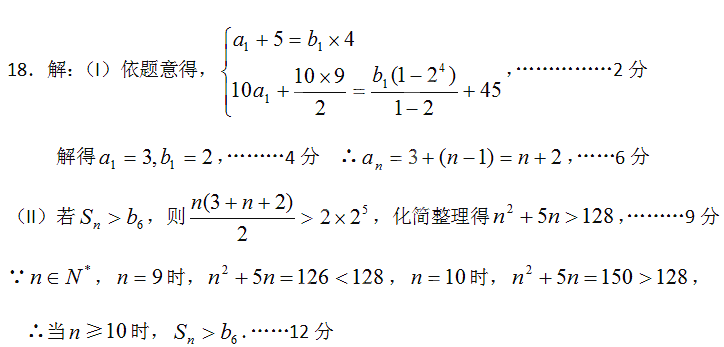 18．解：（I）依题意得，{a₁ + 5 = b₁ × 4
10a₁ + (10 × 9)/2 = b₁(1 − 2⁴)/(1 − 2) + 45 ，……………2 分
解得 a₁ = 3, b₁ = 2，………4 分 ∴ aₙ = 3 + (n − 1) = n + 2，……6 分
（II）若 Sₙ > b₆，则 n(3 + n + 2)/2 > 2 × 2⁵，化简整理得 n² + 5n > 128，………9 分
∵ n ∈ N*，n = 9 时，n² + 5n = 126 < 128，n = 10 时，n² + 5n = 150 > 128，
∴当 n ≥ 10 时，Sₙ > b₆．……12 分